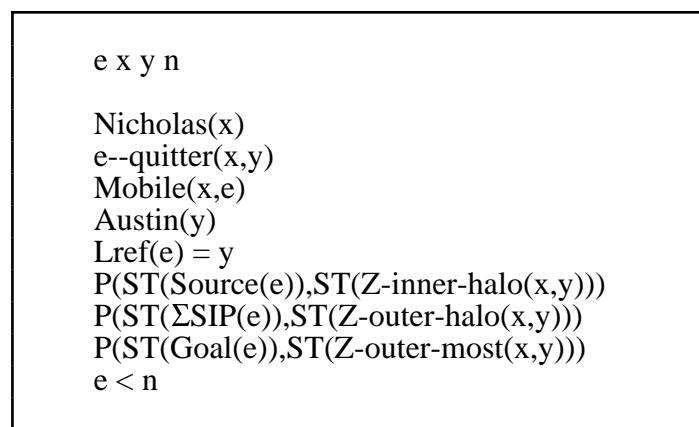 e x y n
Nicholas(x)
e--quitter(x,y)
Mobile(x,e)
Austin(y)
Lref(e) = y
P(ST(Source(e)),ST(Z-inner-halo(x,y)))
P(ST(ΣSIP(e)),ST(Z-outer-halo(x,y)))
P(ST(Goal(e)),ST(Z-outer-most(x,y)))
e < n